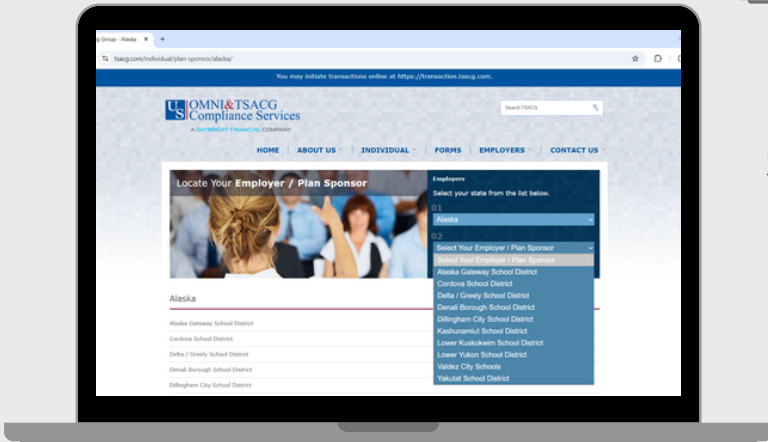 cg Group - Alaska
tsacg.com/individual/plan-sponsor/alaska/
You may initiate transactions online at https://transaction.tsacg.com.
US OMNI&TSACG
Compliance Services
A DAYBRIGHT FINANCIAL COMPANY
Search TSACG
HOME ABOUT US INDIVIDUAL FORMS EMPLOYERS CONTACT US
Locate Your Employer / Plan Sponsor
Employers
Select your state from the list below.
01
Alaska
02
Select Your Employer / Plan Sponsor
Select Your Employer / Plan Sponsor
Alaska Gateway School District
Cordova School District
Delta / Greely School District
Denali Borough School District
Dillingham City School District
Kashunamiut School District
Lower Kuskokwim School District
Lower Yukon School District
Valdez City Schools
Yakutat School District
Alaska
Alaska Gateway School District
Cordova School District
Delta / Greely School District
Denali Borough School District
Dillingham City School District